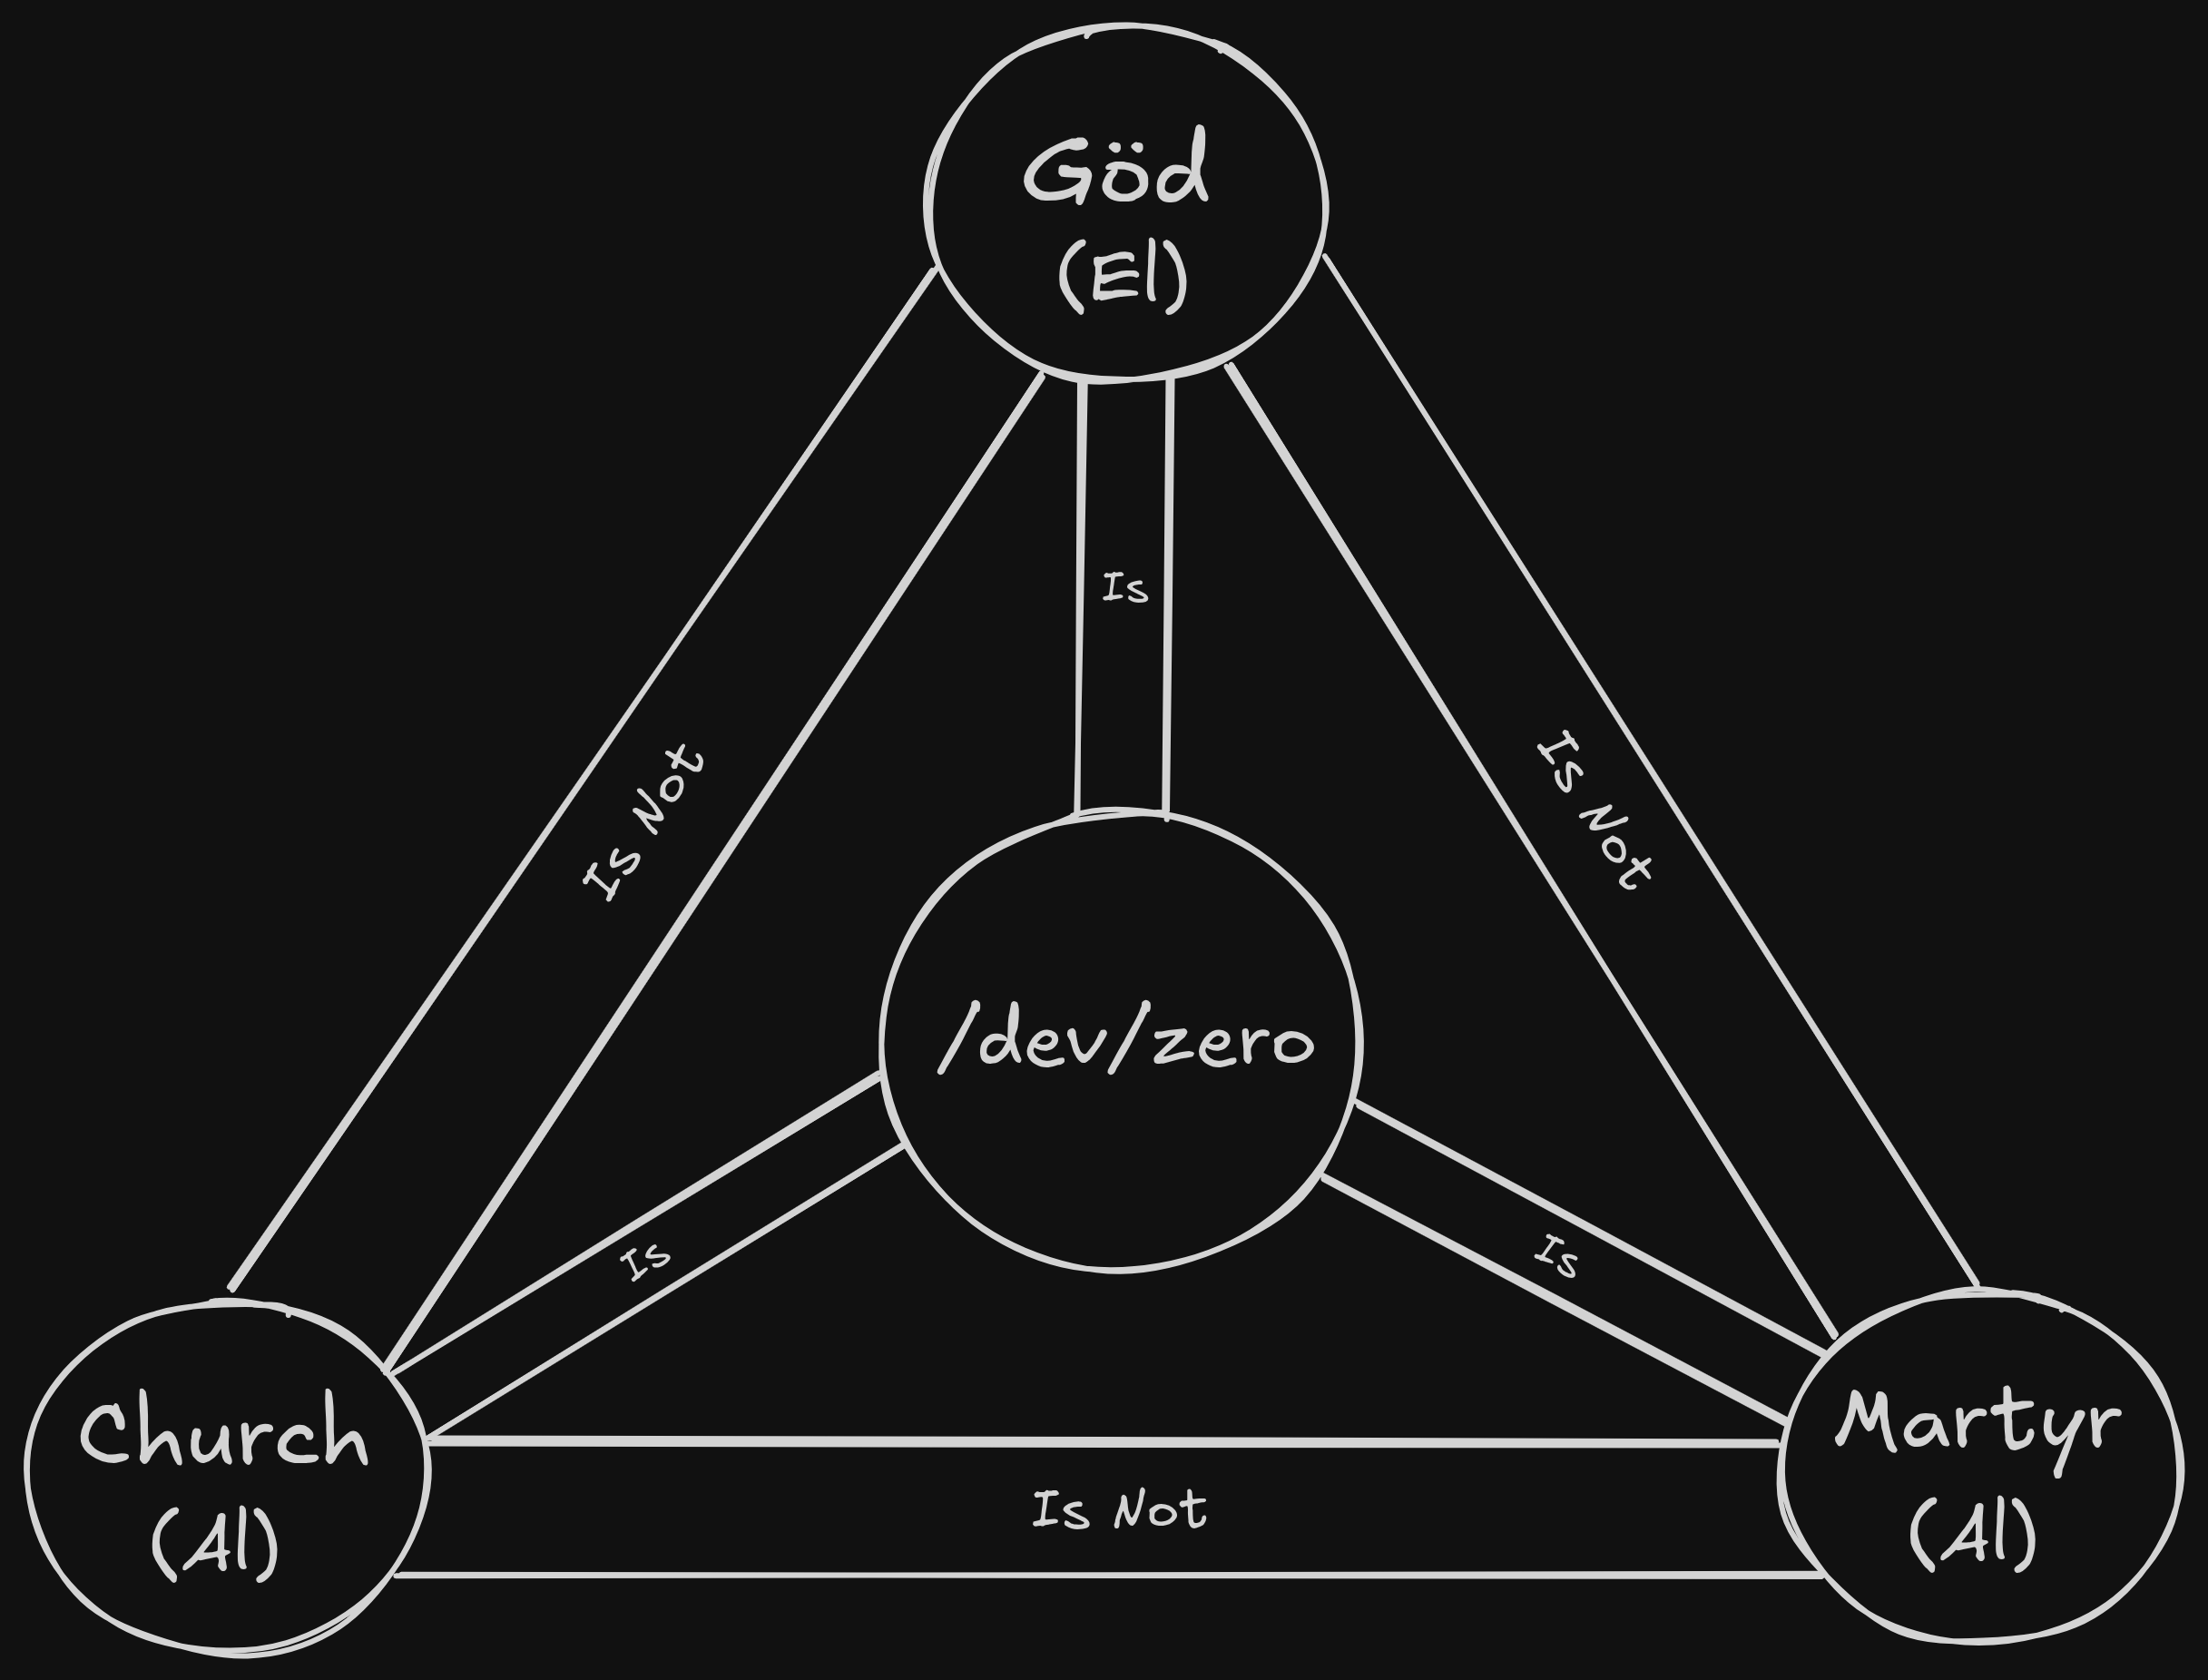 Göd
(El)
Is
Is Not
Is Not
/dev/zero
Is
Is
Church
(Al)
Martyr
(Al)
Is Not